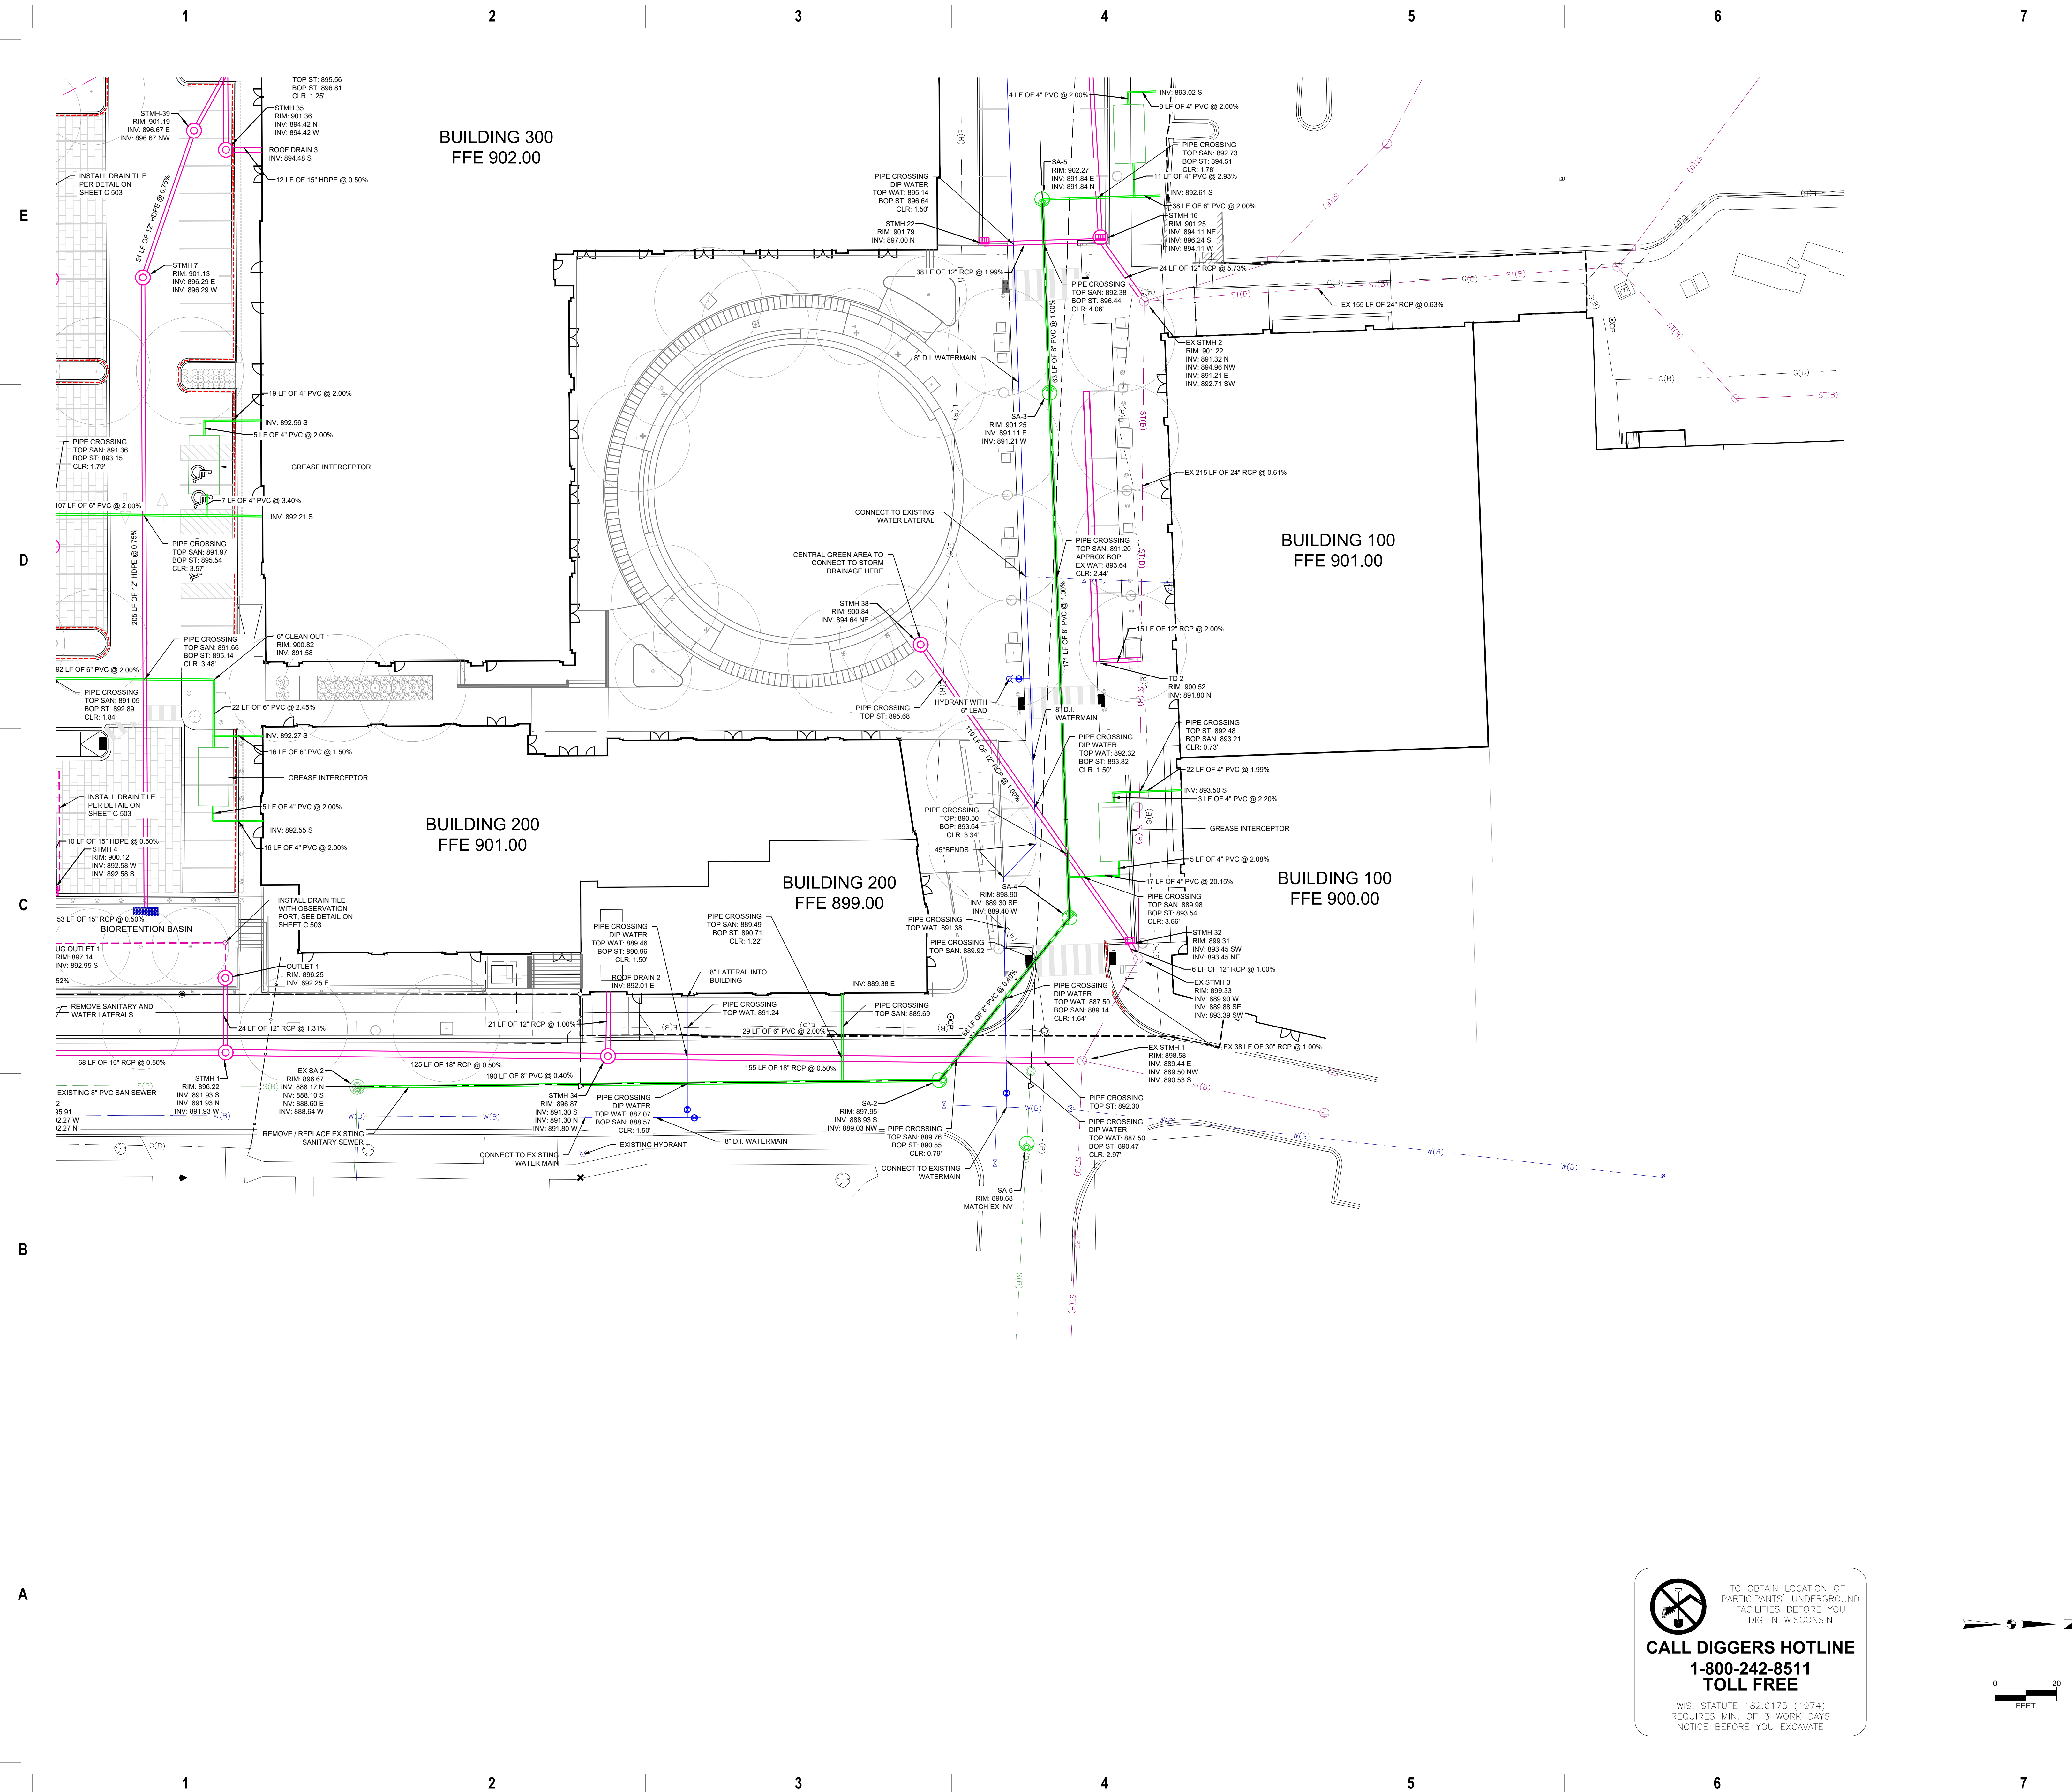 1
2
3
4
5
6
7
E
D
C
B
A
TOP ST: 895.56
BOP ST: 896.81
CLR: 1.25'
STMH 35
RIM: 901.36
INV: 894.42 N
INV: 894.42 W
STMH-39
RIM: 901.19
INV: 896.67 E
INV: 896.67 NW
ROOF DRAIN 3
INV: 894.48 S
12 LF OF 15" HDPE @ 0.50%
INSTALL DRAIN TILE
PER DETAIL ON
SHEET C 503
51 LF OF 12" HDPE @ 0.75%
STMH 7
RIM: 901.13
INV: 896.29 E
INV: 896.29 W
BUILDING 300
FFE 902.00
19 LF OF 4" PVC @ 2.00%
INV: 892.56 S
5 LF OF 4" PVC @ 2.00%
PIPE CROSSING
TOP SAN: 891.36
BOP ST: 893.15
CLR: 1.79'
GREASE INTERCEPTOR
7 LF OF 4" PVC @ 3.40%
107 LF OF 6" PVC @ 2.00%
INV: 892.21 S
PIPE CROSSING
TOP SAN: 891.97
BOP ST: 895.54
CLR: 3.57'
205 LF OF 12" HDPE @ 0.75%
6" CLEAN OUT
RIM: 900.82
INV: 891.58
PIPE CROSSING
TOP SAN: 891.66
BOP ST: 895.14
CLR: 3.48'
92 LF OF 6" PVC @ 2.00%
PIPE CROSSING
TOP SAN: 891.05
BOP ST: 892.89
CLR: 1.84'
22 LF OF 6" PVC @ 2.45%
INV: 892.27 S
16 LF OF 6" PVC @ 1.50%
GREASE INTERCEPTOR
INSTALL DRAIN TILE
PER DETAIL ON
SHEET C 503
5 LF OF 4" PVC @ 2.00%
INV: 892.55 S
16 LF OF 4" PVC @ 2.00%
10 LF OF 15" HDPE @ 0.50%
STMH 4
RIM: 900.12
INV: 892.58 W
INV: 892.58 S
BUILDING 200
FFE 901.00
BUILDING 200
FFE 899.00
INSTALL DRAIN TILE
WITH OBSERVATION
PORT, SEE DETAIL ON
SHEET C 503
53 LF OF 15" RCP @ 0.50%
BIORETENTION BASIN
UG OUTLET 1
RIM: 897.14
INV: 892.95 S
52%
OUTLET 1
RIM: 896.25
INV: 892.25 E
REMOVE SANITARY AND
WATER LATERALS
24 LF OF 12" RCP @ 1.31%
68 LF OF 15" RCP @ 0.50%
STMH 1
RIM: 896.22
INV: 891.93 S
INV: 891.93 N
INV: 891.93 W
EXISTING 8" PVC SAN SEWER
2
95.91
92.27 W
92.27 N
EX SA 2
RIM: 896.67
INV: 888.17 N
INV: 888.10 S
INV: 888.60 E
INV: 888.64 W
REMOVE / REPLACE EXISTING
SANITARY SEWER
125 LF OF 18" RCP @ 0.50%
190 LF OF 8" PVC @ 0.40%
21 LF OF 12" RCP @ 1.00%
PIPE CROSSING
DIP WATER
TOP WAT: 889.46
BOP ST: 890.96
CLR: 1.50'
ROOF DRAIN 2
INV: 892.01 E
PIPE CROSSING
TOP SAN: 889.49
BOP ST: 890.71
CLR: 1.22'
8" LATERAL INTO
BUILDING
PIPE CROSSING
TOP WAT: 891.24
INV: 889.38 E
PIPE CROSSING
TOP SAN: 889.69
29 LF OF 6" PVC @ 2.00%
155 LF OF 18" RCP @ 0.50%
STMH 34
RIM: 896.87
INV: 891.30 S
INV: 891.30 N
INV: 891.80 W
PIPE CROSSING
DIP WATER
TOP WAT: 887.07
BOP SAN: 888.57
CLR: 1.50'
8" D.I. WATERMAIN
EXISTING HYDRANT
CONNECT TO EXISTING
WATER MAIN
SA-2
RIM: 897.95
INV: 888.93 S
INV: 889.03 NW
PIPE CROSSING
TOP SAN: 889.76
BOP ST: 890.55
CLR: 0.79'
CONNECT TO EXISTING
WATERMAIN
SA-6
RIM: 898.68
MATCH EX INV
4 LF OF 4" PVC @ 2.00%
INV: 893.02 S
9 LF OF 4" PVC @ 2.00%
PIPE CROSSING
TOP SAN: 892.73
BOP ST: 894.51
CLR: 1.78'
11 LF OF 4" PVC @ 2.93%
INV: 892.61 S
38 LF OF 6" PVC @ 2.00%
SA-5
RIM: 902.27
INV: 891.84 E
INV: 891.84 N
PIPE CROSSING
DIP WATER
TOP WAT: 895.14
BOP ST: 896.64
CLR: 1.50'
STMH 22
RIM: 901.79
INV: 897.00 N
STMH 16
RIM: 901.25
INV: 894.11 NE
INV: 896.24 S
INV: 894.11 W
38 LF OF 12" RCP @ 1.99%
24 LF OF 12" RCP @ 5.73%
PIPE CROSSING
TOP SAN: 892.38
BOP ST: 896.44
CLR: 4.06'
EX 155 LF OF 24" RCP @ 0.63%
EX STMH 2
RIM: 901.22
INV: 891.32 N
INV: 894.96 NW
INV: 891.21 E
INV: 892.71 SW
8" D.I. WATERMAIN
63 LF OF 8" PVC @ 1.00%
SA-3
RIM: 901.25
INV: 891.11 E
INV: 891.21 W
EX 215 LF OF 24" RCP @ 0.61%
CONNECT TO EXISTING
WATER LATERAL
PIPE CROSSING
TOP SAN: 891.20
APPROX BOP
EX WAT: 893.64
CLR: 2.44'
BUILDING 100
FFE 901.00
CENTRAL GREEN AREA TO
CONNECT TO STORM
DRAINAGE HERE
STMH 38
RIM: 900.84
INV: 894.64 NE
171 LF OF 8" PVC @ 1.00%
15 LF OF 12" RCP @ 2.00%
TD 2
RIM: 900.52
INV: 891.80 N
PIPE CROSSING
TOP ST: 895.68
HYDRANT WITH
6" LEAD
8" D.I.
WATERMAIN
119 LF OF 12" RCP @ 1.00%
PIPE CROSSING
DIP WATER
TOP WAT: 892.32
BOP ST: 893.82
CLR: 1.50'
PIPE CROSSING
TOP ST: 892.48
BOP SAN: 893.21
CLR: 0.73'
22 LF OF 4" PVC @ 1.99%
INV: 893.50 S
3 LF OF 4" PVC @ 2.20%
PIPE CROSSING
TOP: 890.30
BOP: 893.64
CLR: 3.34'
GREASE INTERCEPTOR
45°BENDS
5 LF OF 4" PVC @ 2.08%
17 LF OF 4" PVC @ 20.15%
SA-4
RIM: 898.90
INV: 889.30 SE
INV: 889.40 W
PIPE CROSSING
TOP SAN: 889.98
BOP ST: 893.54
CLR: 3.56'
BUILDING 100
FFE 900.00
PIPE CROSSING
TOP WAT: 891.38
PIPE CROSSING
TOP SAN: 889.92
STMH 32
RIM: 899.31
INV: 893.45 SW
INV: 893.45 NE
6 LF OF 12" RCP @ 1.00%
EX STMH 3
RIM: 899.33
INV: 889.90 W
INV: 889.88 SE
INV: 893.39 SW
68 LF OF 8" PVC @ 0.40%
PIPE CROSSING
DIP WATER
TOP WAT: 887.50
BOP ST: 889.14
CLR: 1.64'
EX 38 LF OF 30" RCP @ 1.00%
EX STMH 1
RIM: 898.58
INV: 889.44 E
INV: 889.50 NW
INV: 890.53 S
PIPE CROSSING
TOP ST: 892.30
PIPE CROSSING
DIP WATER
TOP WAT: 887.50
BOP ST: 890.47
CLR: 2.97'
E(B)
ST(B)
G(B)
W(B)
S(B)
CP
TO OBTAIN LOCATION OF
PARTICIPANTS' UNDERGROUND
FACILITIES BEFORE YOU
DIG IN WISCONSIN
CALL DIGGERS HOTLINE
1-800-242-8511
TOLL FREE
WIS. STATUTE 182.0175 (1974)
REQUIRES MIN. OF 3 WORK DAYS
NOTICE BEFORE YOU EXCAVATE
0
20
FEET
1
2
3
4
5
6
7